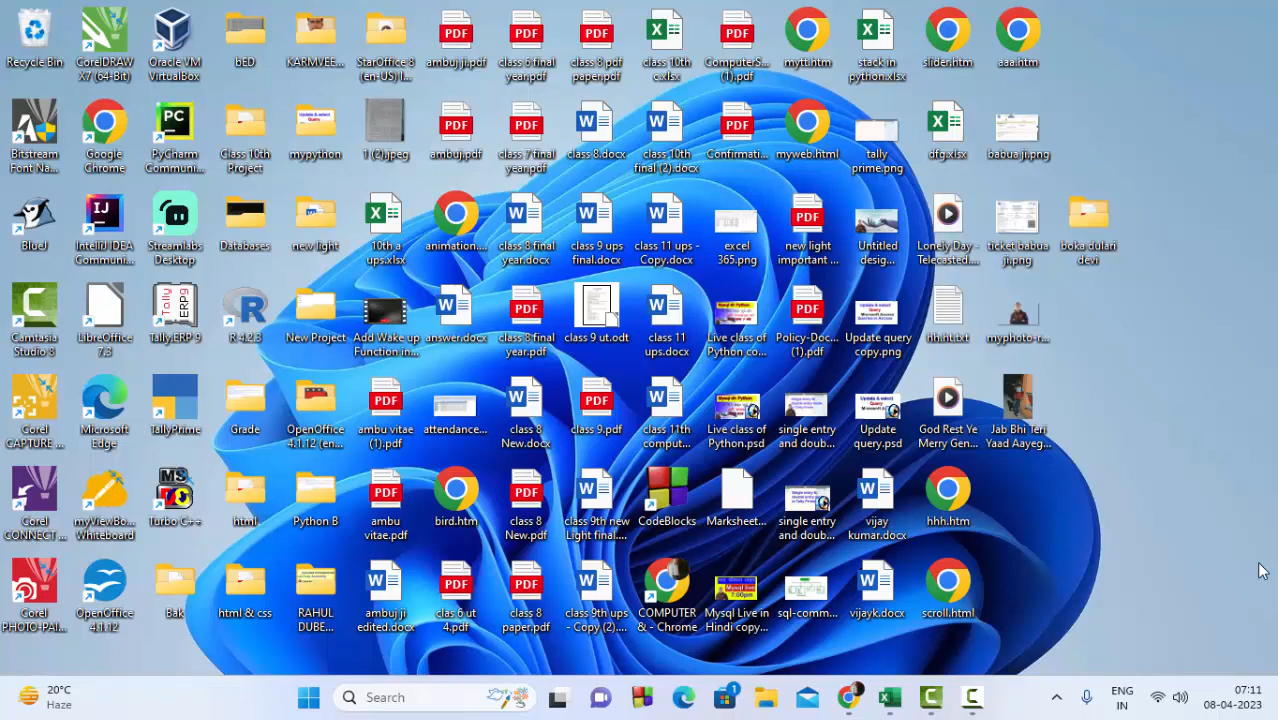 Recycle Bin
CorelDRAW
X7 (64-Bit)
Oracle VM
VirtualBox
bED
KARMVEE...
StarOffice 8
(en-US) I...
ambuj ji.pdf
class 6 final
year.pdf
class 8 pdf
paper.pdf
class 10th
c.xlsx
ComputerS...
(1).pdf
mytt.htm
stack in
python.xlsx
slider.htm
aaa.htm
Bitstream
Font Na...
Google
Chrome
PyCharm
Commun...
Class 10th
Project
mypython
1 (2).jpeg
ambuj.pdf
class 7 final
year.pdf
class 8.docx
class 10th
final (2).docx
Confirmati...
myweb.html
tally
prime.png
dfg.xlsx
babua ji.png
BlueJ
IntelliJ IDEA
Communi...
Streamlabs
Desktop
Databases
new light
10th a
ups.xlsx
animation....
class 8 final
year.docx
class 9 ups
final.docx
class 11 ups -
Copy.docx
excel
365.png
new light
important ...
Untitled
desig...
Lonely Day -
Telecasted....
ticket babua
ji.png
boka dulari
devi
Camtasia
Studio 8
LibreOffice
7.3
Tally.ERP 9
R 4.2.3
New Project
Add Wake up
Function in...
answer.docx
class 8 final
year.pdf
class 9 ut.odt
class 11
ups.docx
Live class of
Python co...
Policy-Doc...
(1).pdf
Update query
copy.png
hh.nt.txt
myphoto-r...
Corel
CAPTURE ...
Microsoft
Edge
TallyPrime
Grade
OpenOffice
4.1.12 (en...
ambu vitae
(1).pdf
attendance...
class 8
New.docx
class 9.pdf
class 11th
comput...
Live class of
Python.psd
single entry
and doub...
Update
query.psd
God Rest Ye
Merry Gen...
Jab Bhi Teri
Yaad Aayeg...
Corel
CONNECT ...
myViewBo...
Whiteboard
Turbo C++
html
Python B
ambu
vitae.pdf
bird.htm
class 8
New.pdf
class 9th new
Light final....
CodeBlocks
Marksheet...
single entry
and doub...
vijay
kumar.docx
hhh.htm
Corel
PHOTO-PAI...
OpenOffice
4.1.12
Bak
html & css
RAHUL
DUBE...
ambuj ji
edited.docx
clas 6 ut
4.pdf
class 8
paper.pdf
class 9th ups
- Copy (2)....
COMPUTER
& - Chrome
Mysql Live in
Hindi copy...
sql-comm...
vijayk.docx
scroll.html
20°C
Haze
Search
1
ENG
IN
07:11
08-04-2023